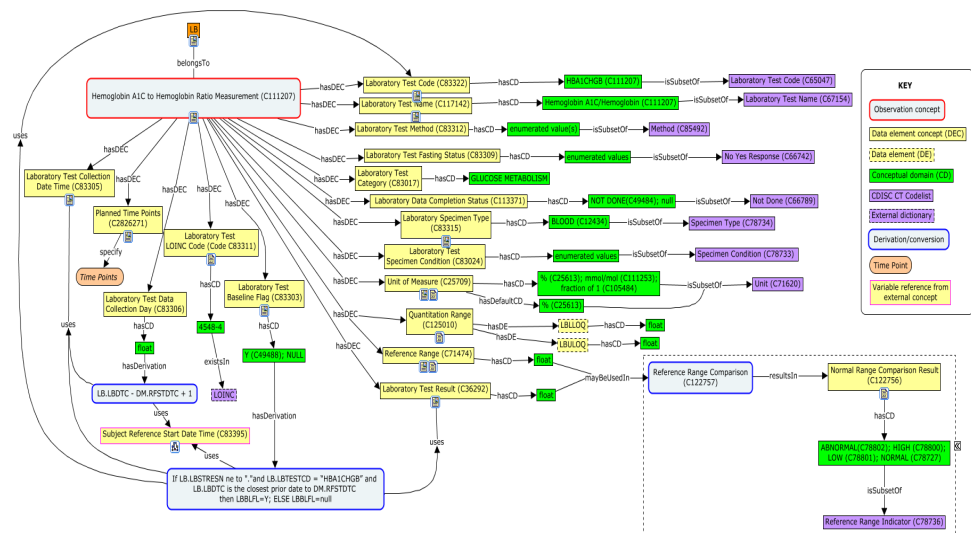 LB
belongsTo
Hemoglobin A1C to Hemoglobin Ratio Measurement (C111207)
hasDEC
Laboratory Test Code (C83322)
hasCD
HBA1CHGB (C111207)
isSubsetOf
Laboratory Test Code (C65047)
hasDEC
Laboratory Test Name (C117142)
hasCD
Hemoglobin A1C/Hemoglobin (C111207)
isSubsetOf
Laboratory Test Name (C67154)
hasDEC
Laboratory Test Method (C83312)
hasCD
enumerated value(s)
isSubsetOf
Method (C85492)
hasDEC
Laboratory Test Fasting Status (C83309)
hasCD
enumerated values
isSubsetOf
No Yes Response (C66742)
hasDEC
Laboratory Test
Category (C83017)
hasCD
GLUCOSE METABOLISM
hasDEC
Laboratory Data Completion Status (C113371)
hasCD
NOT DONE(C49484); null
isSubsetOf
Not Done (C66789)
hasDEC
Laboratory Specimen Type
(C83315)
hasCD
BLOOD (C12434)
isSubsetOf
Specimen Type (C78734)
hasDEC
Laboratory Test
Specimen Condition (C83024)
hasCD
enumerated values
isSubsetOf
Specimen Condition (C78733)
hasDEC
Unit of Measure (C25709)
hasCD
% (C25613); mmol/mol (C111253);
fraction of 1 (C105484)
hasDefaultCD
% (C25613)
isSubsetOf
Unit (C71620)
hasDEC
Quantitation Range
(C125010)
hasDE
LBLLOQ
hasCD
float
hasDE
LBULOQ
hasCD
float
hasDEC
Reference Range (C71474)
hasCD
float
hasDEC
Laboratory Test Result (C36292)
hasCD
float
mayBeUsedIn
Reference Range Comparison
(C122757)
resultsIn
Normal Range Comparison Result
(C122756)
hasCD
ABNORMAL(C78802); HIGH (C78800);
LOW (C78801); NORMAL (C78727)
isSubsetOf
Reference Range Indicator (C78736)
uses
hasDEC
Laboratory Test Collection
Date Time (C83305)
hasDEC
Planned Time Points
(C2826271)
specify
Time Points
hasDEC
Laboratory Test
LOINC Code (Code C83311)
hasCD
4548-4
existsIn
LOINC
hasDEC
Laboratory Test Data
Collection Day (C83306)
hasCD
float
hasDerivation
LB.LBDTC - DM.RFSTDTC + 1
uses
uses
Subject Reference Start Date Time (C83395)
uses
hasDEC
Laboratory Test
Baseline Flag (C83303)
hasCD
Y (C49488); NULL
hasDerivation
If LB.LBSTRESN ne to "."and LB.LBTESTCD = "HBA1CHGB" and
LB.LBDTC is the closest prior date to DM.RFSTDTC
then LBBLFL=Y; ELSE LBBLFL=null
uses
KEY
Observation concept
Data element concept (DEC)
Data element (DE)
Conceptual domain (CD)
CDISC CT Codelist
External dictionary
Derivation/conversion
Time Point
Variable reference from
external concept